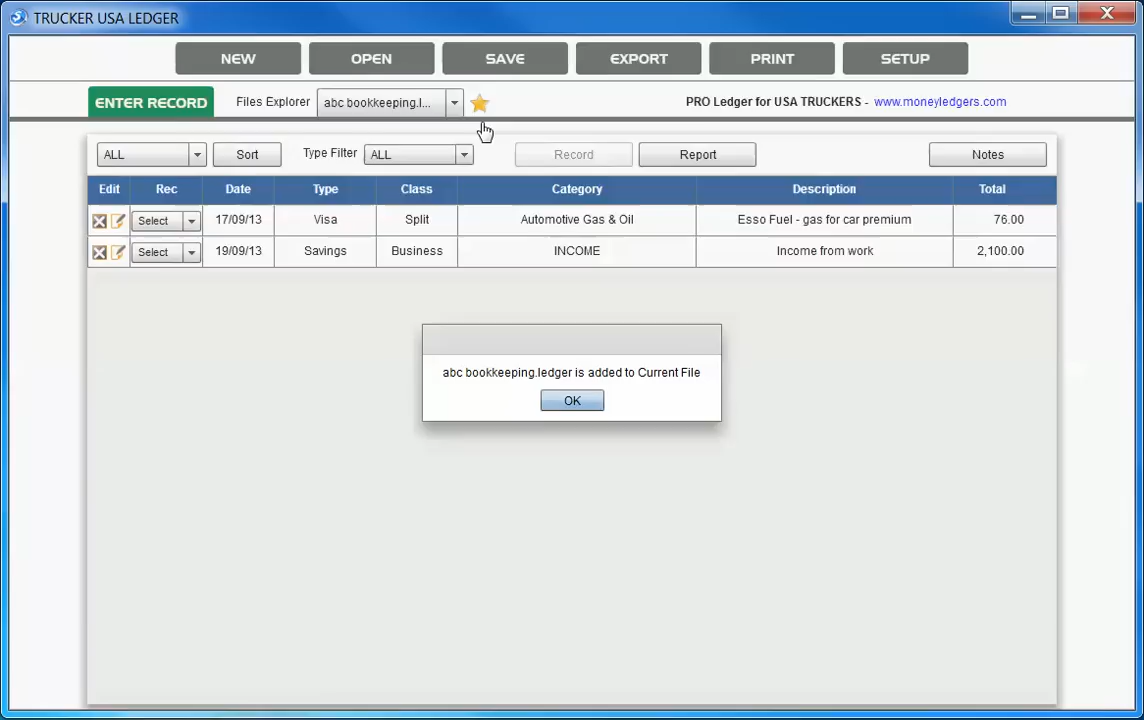 TRUCKER USA LEDGER
NEW OPEN SAVE EXPORT PRINT SETUP
ENTER RECORD Files Explorer abc bookkeeping.l... PRO Ledger for USA TRUCKERS - www.moneyledgers.com
ALL Sort Type Filter ALL Record Report Notes
Edit Rec Date Type Class Category Description Total
Select 17/09/13 Visa Split Automotive Gas & Oil Esso Fuel - gas for car premium 76.00
Select 19/09/13 Savings Business INCOME Income from work 2,100.00
abc bookkeeping.ledger is added to Current File
OK